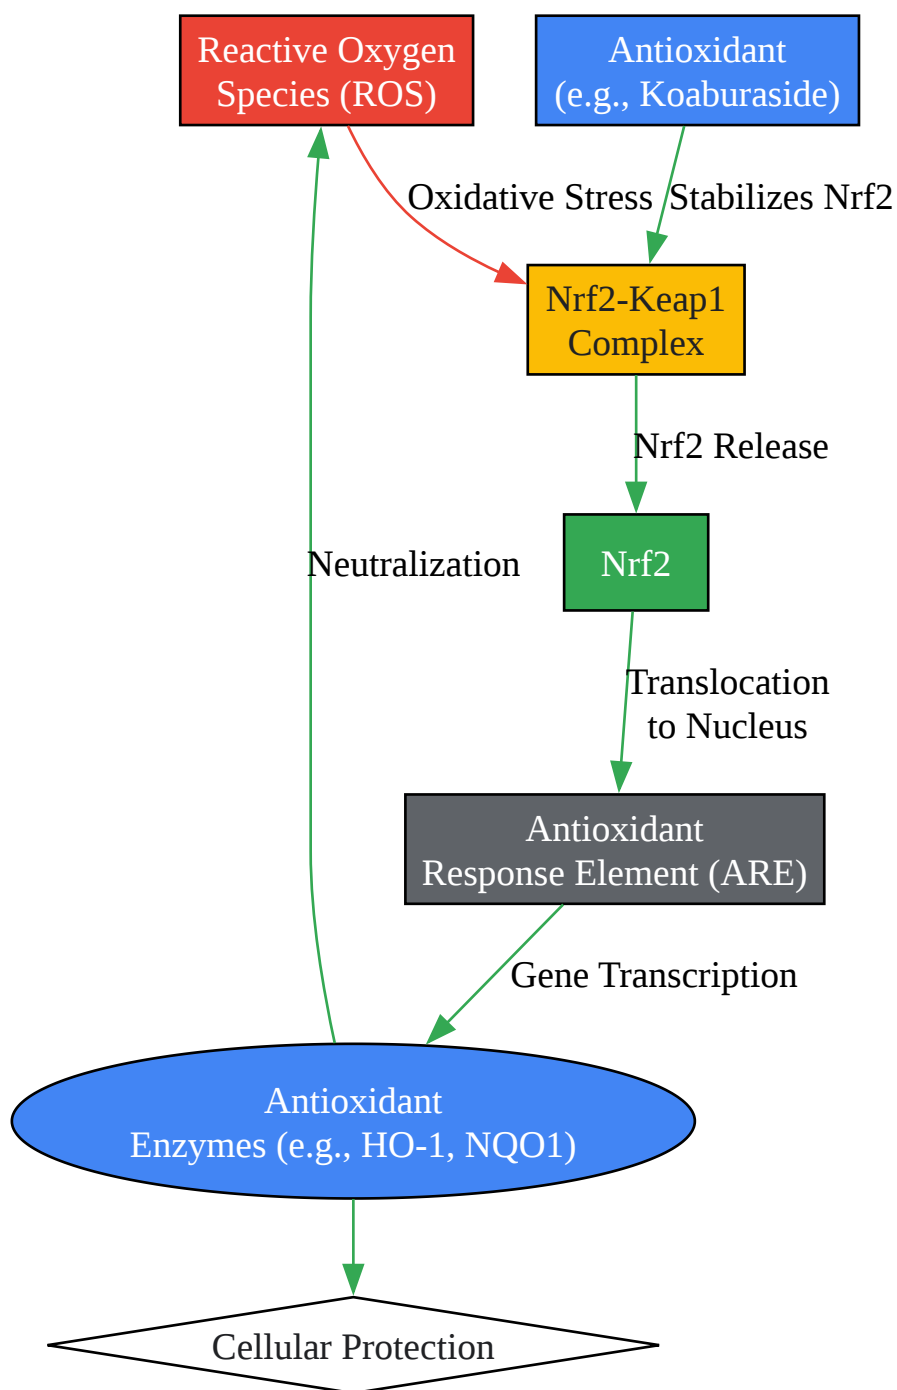 Reactive Oxygen
Species (ROS)
Antioxidant
(e.g., Koaburaside)
Oxidative Stress
Stabilizes Nrf2
Nrf2-Keap1
Complex
Nrf2 Release
Neutralization
Nrf2
Translocation
to Nucleus
Antioxidant
Response Element (ARE)
Gene Transcription
Antioxidant
Enzymes (e.g., HO-1, NQO1)
Cellular Protection